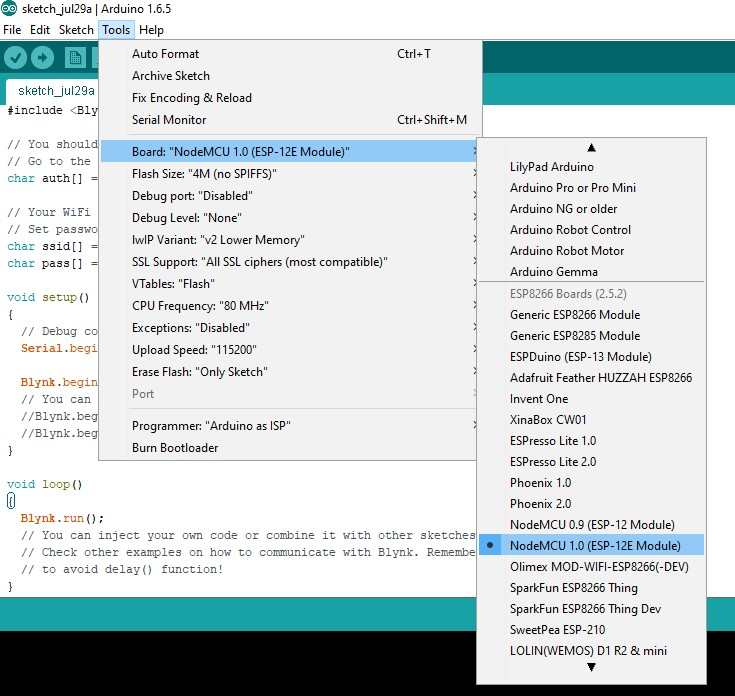 sketch_jul29a | Arduino 1.6.5
File Edit Sketch Tools Help
sketch_jul29a
#include <Bly
// You should
// Go to the
char auth[] =
// Your WiFi
// Set passwo
char ssid[] =
char pass[] =
void setup()
{
// Debug co
Serial.begi
Blynk.begin
// You can
//Blynk.beg
//Blynk.beg
}
void loop()
{
Blynk.run();
// You can inject your own code or combine it with other sketches
// Check other examples on how to communicate with Blynk. Remembe
// to avoid delay() function!
}
Auto Format Ctrl+T
Archive Sketch
Fix Encoding & Reload
Serial Monitor Ctrl+Shift+M
Board: "NodeMCU 1.0 (ESP-12E Module)"
Flash Size: "4M (no SPIFFS)"
Debug port: "Disabled"
Debug Level: "None"
lwIP Variant: "v2 Lower Memory"
SSL Support: "All SSL ciphers (most compatible)"
VTables: "Flash"
CPU Frequency: "80 MHz"
Exceptions: "Disabled"
Upload Speed: "115200"
Erase Flash: "Only Sketch"
Port
Programmer: "Arduino as ISP"
Burn Bootloader
LilyPad Arduino
Arduino Pro or Pro Mini
Arduino NG or older
Arduino Robot Control
Arduino Robot Motor
Arduino Gemma
ESP8266 Boards (2.5.2)
Generic ESP8266 Module
Generic ESP8285 Module
ESPDuino (ESP-13 Module)
Adafruit Feather HUZZAH ESP8266
Invent One
XinaBox CW01
ESPresso Lite 1.0
ESPresso Lite 2.0
Phoenix 1.0
Phoenix 2.0
NodeMCU 0.9 (ESP-12 Module)
NodeMCU 1.0 (ESP-12E Module)
Olimex MOD-WIFI-ESP8266(-DEV)
SparkFun ESP8266 Thing
SparkFun ESP8266 Thing Dev
SweetPea ESP-210
LOLIN(WEMOS) D1 R2 & mini